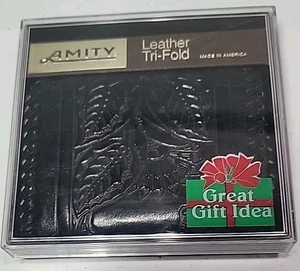 AMITY
Leather
Tri-Fold
MADE IN AMERICA
Great
Gift Idea